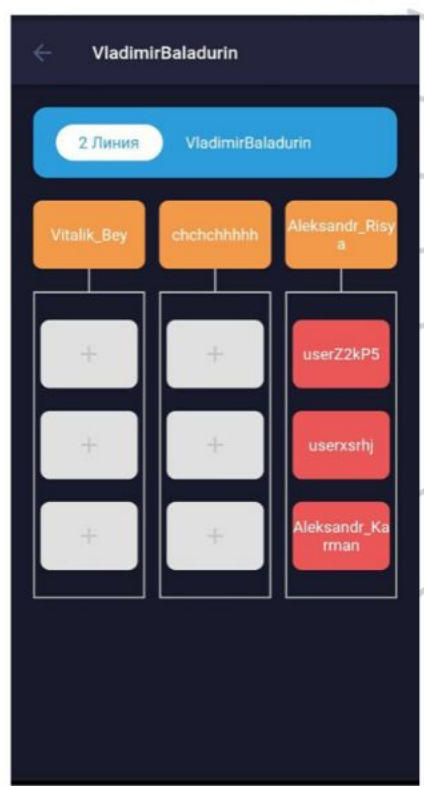 VladimirBaladurin
2 Линия VladimirBaladurin
Vitalik_Bey chchchhhhh Aleksandr_Risy
a
+ + userZ2kP5
+ + userxsrhj
+ + Aleksandr_Ka
rman